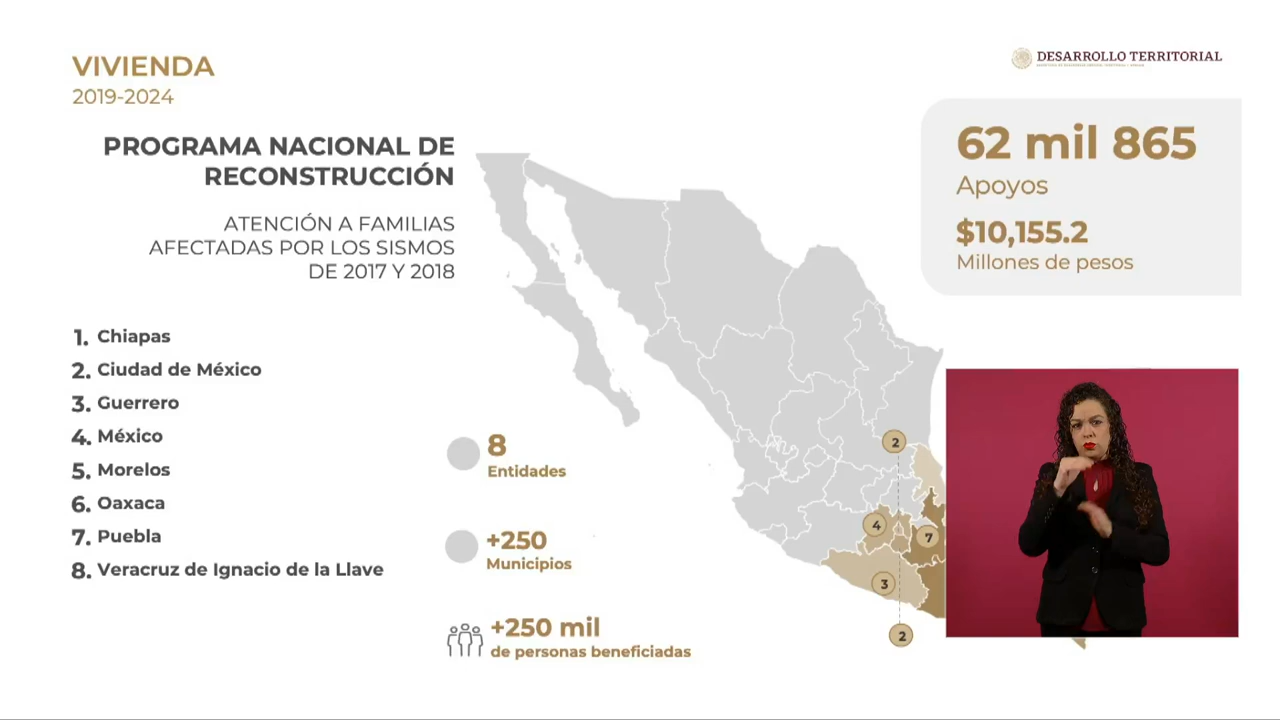 VIVIENDA
2019-2024
DESARROLLO TERRITORIAL
PROGRAMA NACIONAL DE
RECONSTRUCCIÓN
ATENCIÓN A FAMILIAS
AFECTADAS POR LOS SISMOS
DE 2017 Y 2018
62 mil 865
Apoyos
$10,155.2
Millones de pesos
1. Chiapas
2. Ciudad de México
3. Guerrero
4. México
5. Morelos
6. Oaxaca
7. Puebla
8. Veracruz de Ignacio de la Llave
8
Entidades
+250
Municipios
+250 mil
de personas beneficiadas
2
4
7
3
2